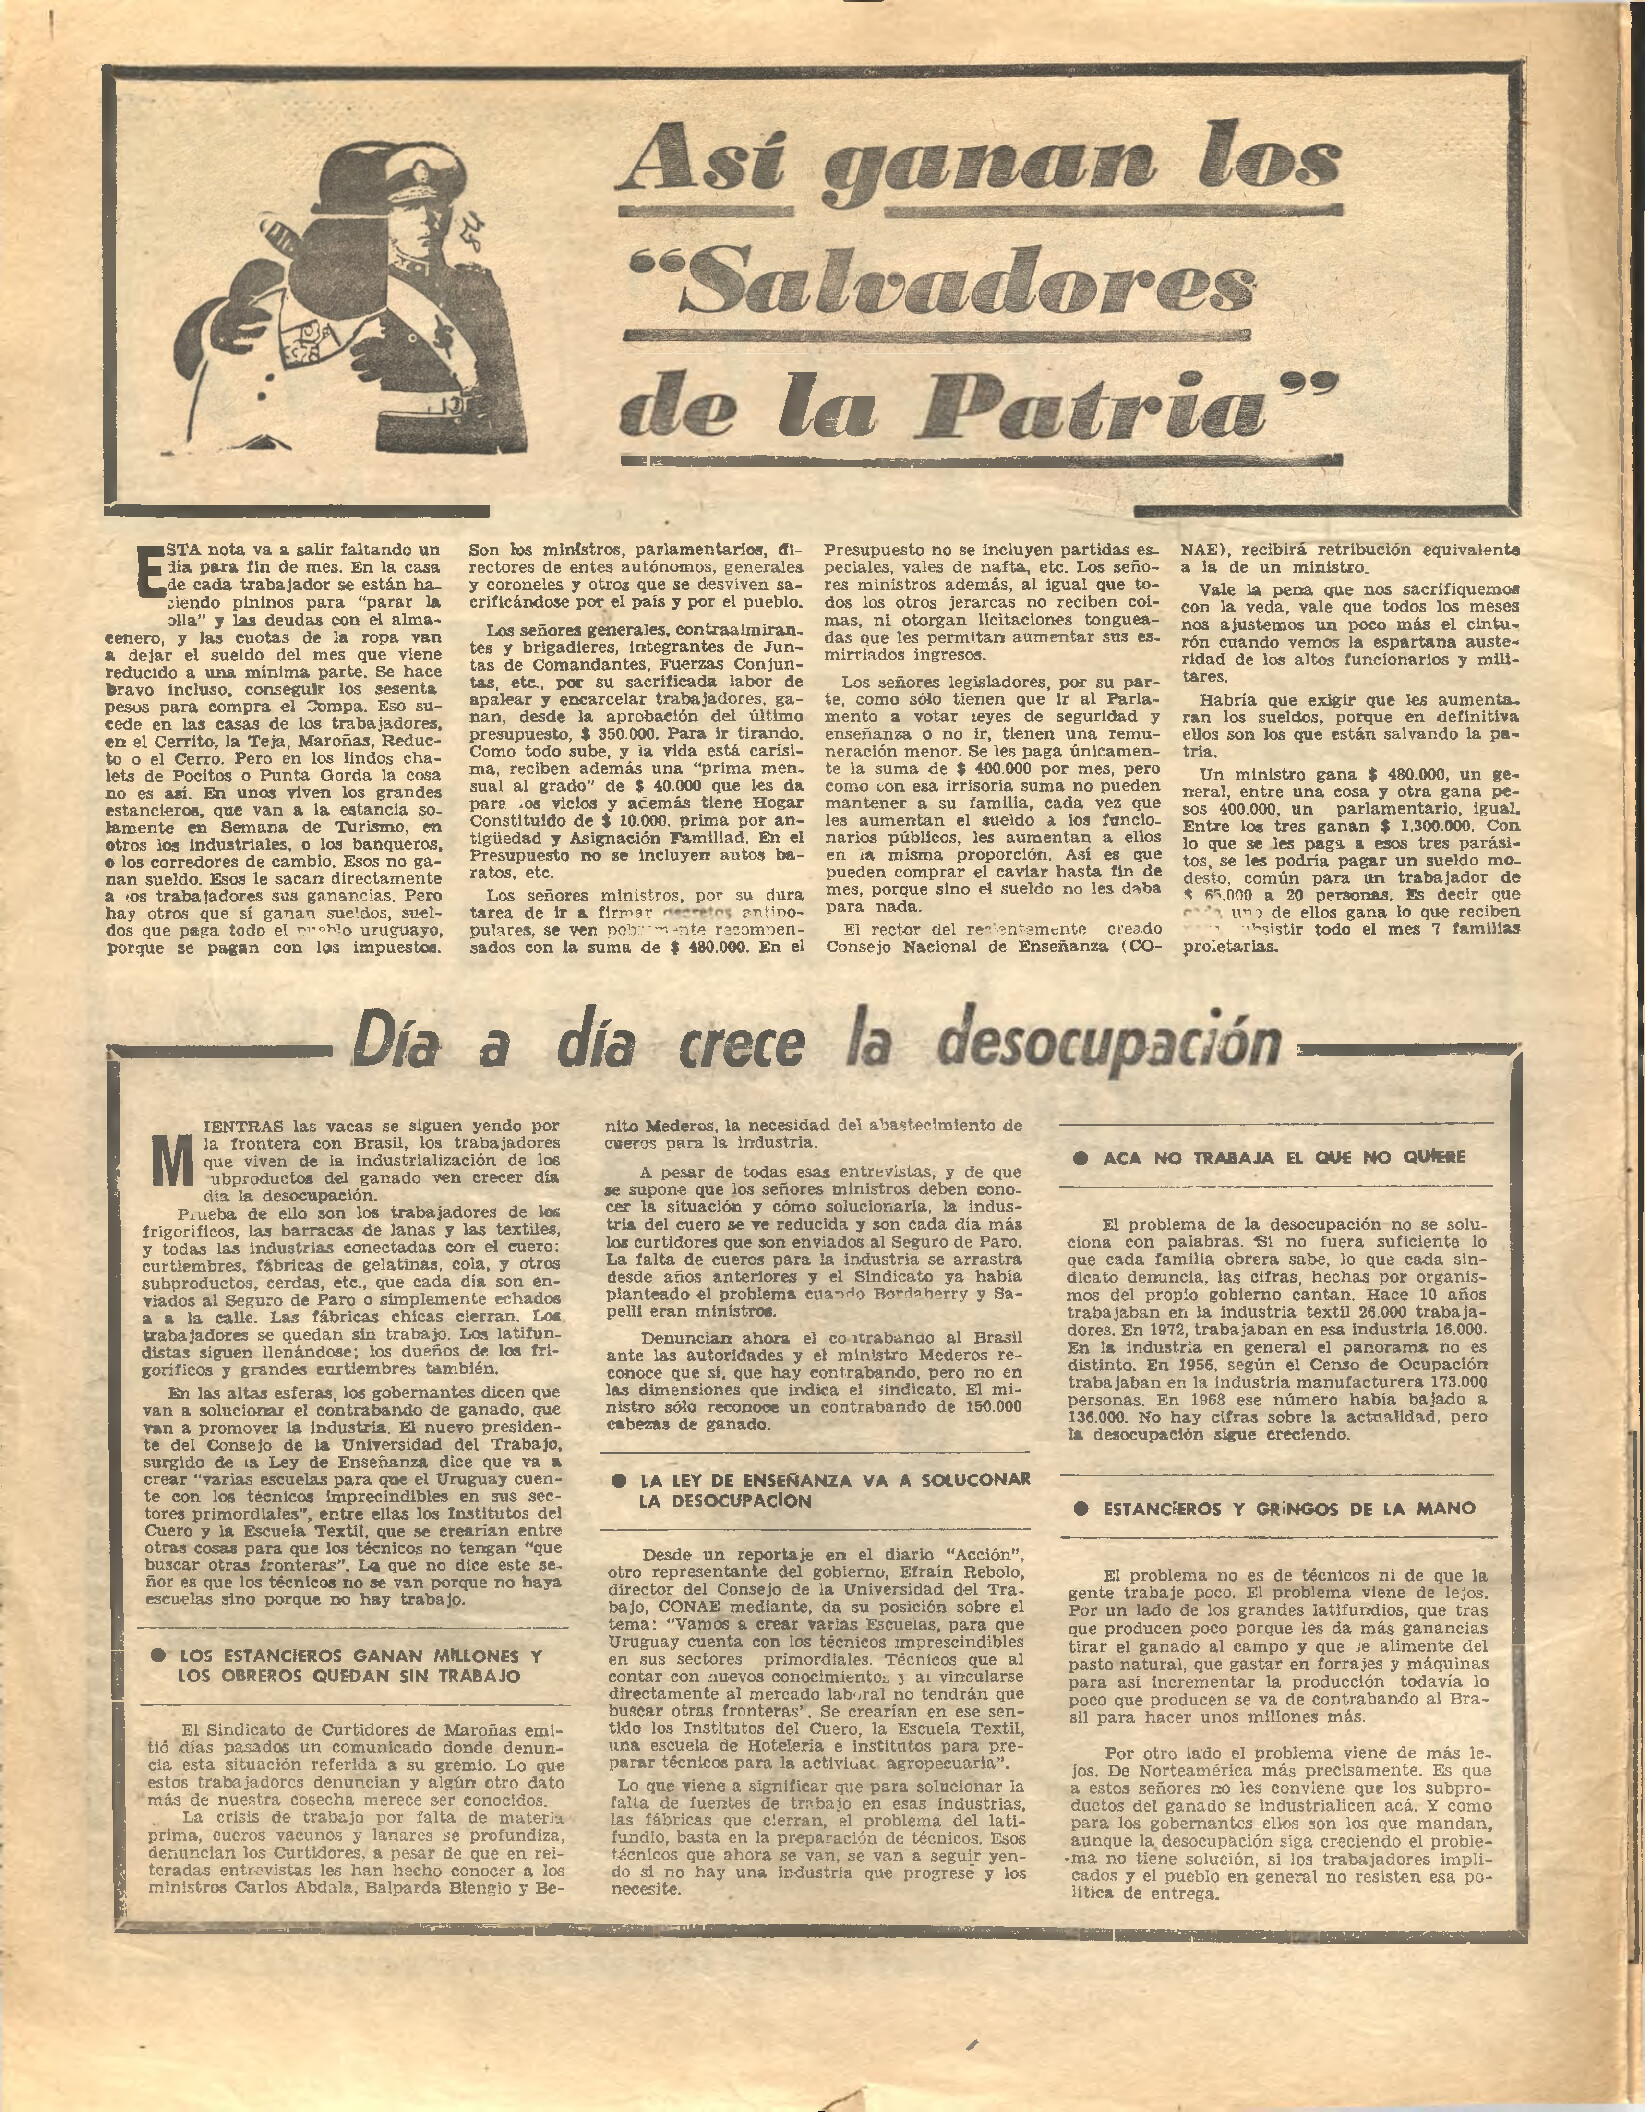 Así ganan los
“Salvadores
de la Patria”
ESTA nota va a salir faltando un
día para fin de mes. En la casa
de cada trabajador se están ha-
ciendo pininos para “parar la
olla” y las deudas con el alma-
cenero, y las cuotas de la ropa van
a dejar el sueldo del mes que viene
reducido a una mínima parte. Se hace
bravo incluso, conseguir los sesenta
pesos para compra el Compa. Eso su-
cede en las casas de los trabajadores,
en el Cerrito, la Teja, Maroñas, Reduc-
to o el Cerro. Pero en los lindos cha-
lets de Pocitos o Punta Gorda la cosa
no es así. En unos viven los grandes
estancieros, que van a la estancia so-
lamente en Semana de Turismo, en
otros los industriales, o los banqueros,
o los corredores de cambio. Esos no ga-
nan sueldo. Esos le sacan directamente
a los trabajadores sus ganancias. Pero
hay otros que sí ganan sueldos, suel-
dos que paga todo el pueblo uruguayo,
porque se pagan con los impuestos.
Son los ministros, parlamentarios, di-
rectores de entes autónomos, generales
y coroneles y otros que se desviven sa-
crificándose por el país y por el pueblo.
Los señores generales, contraalmiran-
tes y brigadieres, integrantes de Jun-
tas de Comandantes, Fuerzas Conjun-
tas, etc., por su sacrificada labor de
apalear y encarcelar trabajadores, ga-
nan, desde la aprobación del último
presupuesto, $ 350.000. Para ir tirando.
Como todo sube, y la vida está carísi-
ma, reciben además una “prima men-
sual al grado” de $ 40.000 que les da
para los vicios y además tiene Hogar
Constituido de $ 10.000, prima por an-
tigüedad y Asignación Familiad. En el
Presupuesto no se incluyen autos ba-
ratos, etc.
Los señores ministros, por su dura
tarea de ir a firmar decretos antipo-
pulares, se ven pobremente recompen-
sados con la suma de $ 480.000. En el
Presupuesto no se incluyen partidas es-
peciales, vales de nafta, etc. Los seño-
res ministros además, al igual que to-
dos los otros jerarcas no reciben coi-
mas, ni otorgan licitaciones tonguea-
das que les permitan aumentar sus es-
mirriados ingresos.
Los señores legisladores, por su par-
te, como sólo tienen que ir al Parla-
mento a votar leyes de seguridad y
enseñanza o no ir, tienen una remu-
neración menor. Se les paga únicamen-
te la suma de $ 400.000 por mes, pero
como con esa irrisoria suma no pueden
mantener a su familia, cada vez que
les aumentan el sueldo a los funcio-
narios públicos, les aumentan a ellos
en la misma proporción. Así es que
pueden comprar el caviar hasta fin de
mes, porque sino el sueldo no les daba
para nada.
El rector del recientemente creado
Consejo Nacional de Enseñanza (CO-
NAE), recibirá retribución equivalente
a la de un ministro.
Vale la pena que nos sacrifiquemos
con la veda, vale que todos los meses
nos ajustemos un poco más el cintu-
rón cuando vemos la espartana auste-
ridad de los altos funcionarios y mili-
tares.
Habría que exigir que les aumenta-
ran los sueldos, porque en definitiva
ellos son los que están salvando la pa-
tria.
Un ministro gana $ 480.000, un ge-
neral, entre una cosa y otra gana pe-
sos 400.000, un parlamentario, igual.
Entre los tres ganan $ 1.300.000. Con
lo que se les paga a esos tres parási-
tos, se les podría pagar un sueldo mo-
desto, común para un trabajador de
$ 65.000 a 20 personas. Es decir que
cada uno de ellos gana lo que reciben
subsistir todo el mes 7 familias
proletarias.
Día a día crece la desocupación
MIENTRAS las vacas se siguen yendo por
la frontera con Brasil, los trabajadores
que viven de la industrialización de los
ubproductos del ganado ven crecer día
día la desocupación.
Prueba de ello son los trabajadores de los
frigoríficos, las barracas de lanas y las textiles,
y todas las industrias conectadas con el cuero:
curtiembres, fábricas de gelatinas, cola, y otros
subproductos, cerdas, etc., que cada día son en-
viados al Seguro de Paro o simplemente echados
a a la calle. Las fábricas chicas cierran. Los
trabajadores se quedan sin trabajo. Los latifun-
distas siguen llenándose; los dueños de los fri-
goríficos y grandes curtiembres también.
En las altas esferas, los gobernantes dicen que
van a solucionar el contrabando de ganado, que
van a promover la industria. El nuevo presiden-
te del Consejo de la Universidad del Trabajo,
surgido de la Ley de Enseñanza dice que va a
crear “varias escuelas para que el Uruguay cuen-
te con los técnicos imprecindibles en sus sec-
tores primordiales”, entre ellas los Institutos del
Cuero y la Escuela Textil, que se crearían entre
otras cosas para que los técnicos no tengan “que
buscar otras fronteras”. La que no dice este se-
ñor es que los técnicos no se van porque no haya
escuelas sino porque no hay trabajo.
● LOS ESTANCIEROS GANAN MILLONES Y
LOS OBREROS QUEDAN SIN TRABAJO
El Sindicato de Curtidores de Maroñas emi-
tió días pasados un comunicado donde denun-
cia esta situación referida a su gremio. Lo que
estos trabajadores denuncian y algún otro dato
más de nuestra cosecha merece ser conocidos.
La crisis de trabajo por falta de materia
prima, cueros vacunos y lanares se profundiza,
denuncian los Curtidores, a pesar de que en rei-
teradas entrevistas les han hecho conocer a los
ministros Carlos Abdala, Balparda Blengio y Be-
nito Mederos, la necesidad del abastecimiento de
cueros para la industria.
A pesar de todas esas entrevistas, y de que
se supone que los señores ministros deben cono-
cer la situación y cómo solucionarla, la indus-
tria del cuero se ve reducida y son cada día más
los curtidores que son enviados al Seguro de Paro.
La falta de cueros para la industria se arrastra
desde años anteriores y el Sindicato ya había
planteado el problema cuando Bordaberry y Sa-
pelli eran ministros.
Denuncian ahora el contrabando al Brasil
ante las autoridades y el ministro Mederos re-
conoce que sí, que hay contrabando, pero no en
las dimensiones que indica el sindicato. El mi-
nistro sólo reconoce un contrabando de 150.000
cabezas de ganado.
● LA LEY DE ENSEÑANZA VA A SOLUCONAR
LA DESOCUPACION
Desde un reportaje en el diario “Acción”,
otro representante del gobierno, Efraín Rebolo,
director del Consejo de la Universidad del Tra-
bajo, CONAE mediante, da su posición sobre el
tema: “Vamos a crear varias Escuelas, para que
Uruguay cuenta con los técnicos imprescindibles
en sus sectores primordiales. Técnicos que al
contar con nuevos conocimientos y al vincularse
directamente al mercado laboral no tendrán que
buscar otras fronteras”. Se crearían en ese sen-
tido los Institutos del Cuero, la Escuela Textil,
una escuela de Hotelería e institutos para pre-
parar técnicos para la actividad agropecuaria”.
Lo que viene a significar que para solucionar la
falta de fuentes de trabajo en esas industrias,
las fábricas que cierran, el problema del lati-
fundio, basta en la preparación de técnicos. Esos
técnicos que ahora se van, se van a seguir yen-
do si no hay una industria que progrese y los
necesite.
● ACA NO TRABAJA EL QUE NO QUIERE
El problema de la desocupación no se solu-
ciona con palabras. Si no fuera suficiente lo
que cada familia obrera sabe, lo que cada sin-
dicato denuncia, las cifras, hechas por organis-
mos del propio gobierno cantan. Hace 10 años
trabajaban en la industria textil 26.000 trabaja-
dores. En 1972, trabajaban en esa industria 16.000.
En la industria en general el panorama no es
distinto. En 1956, según el Censo de Ocupación
trabajaban en la industria manufacturera 173.000
personas. En 1968 ese número había bajado a
136.000. No hay cifras sobre la actualidad, pero
la desocupación sigue creciendo.
● ESTANCIEROS Y GRINGOS DE LA MANO
El problema no es de técnicos ni de que la
gente trabaje poco. El problema viene de lejos.
Por un lado de los grandes latifundios, que tras
que producen poco porque les da más ganancias
tirar el ganado al campo y que se alimente del
pasto natural, que gastar en forrajes y máquinas
para así incrementar la producción todavía lo
poco que producen se va de contrabando al Bra-
sil para hacer unos millones más.
Por otro lado el problema viene de más le-
jos. De Norteamérica más precisamente. Es que
a estos señores no les conviene que los subpro-
ductos del ganado se industrialicen acá. Y como
para los gobernantes ellos son los que mandan,
aunque la desocupación siga creciendo el proble-
ma no tiene solución, si los trabajadores impli-
cados y el pueblo en general no resisten esa po-
lítica de entrega.